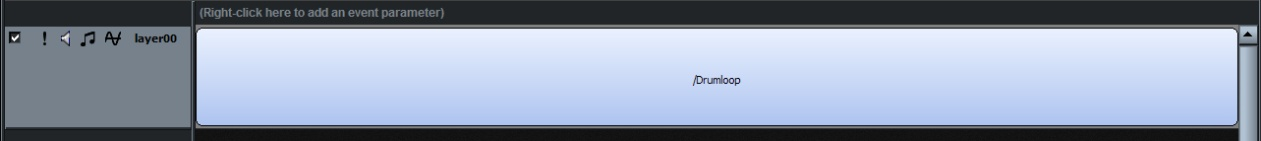 (Right-click here to add an event parameter)
layer00
/Drumloop